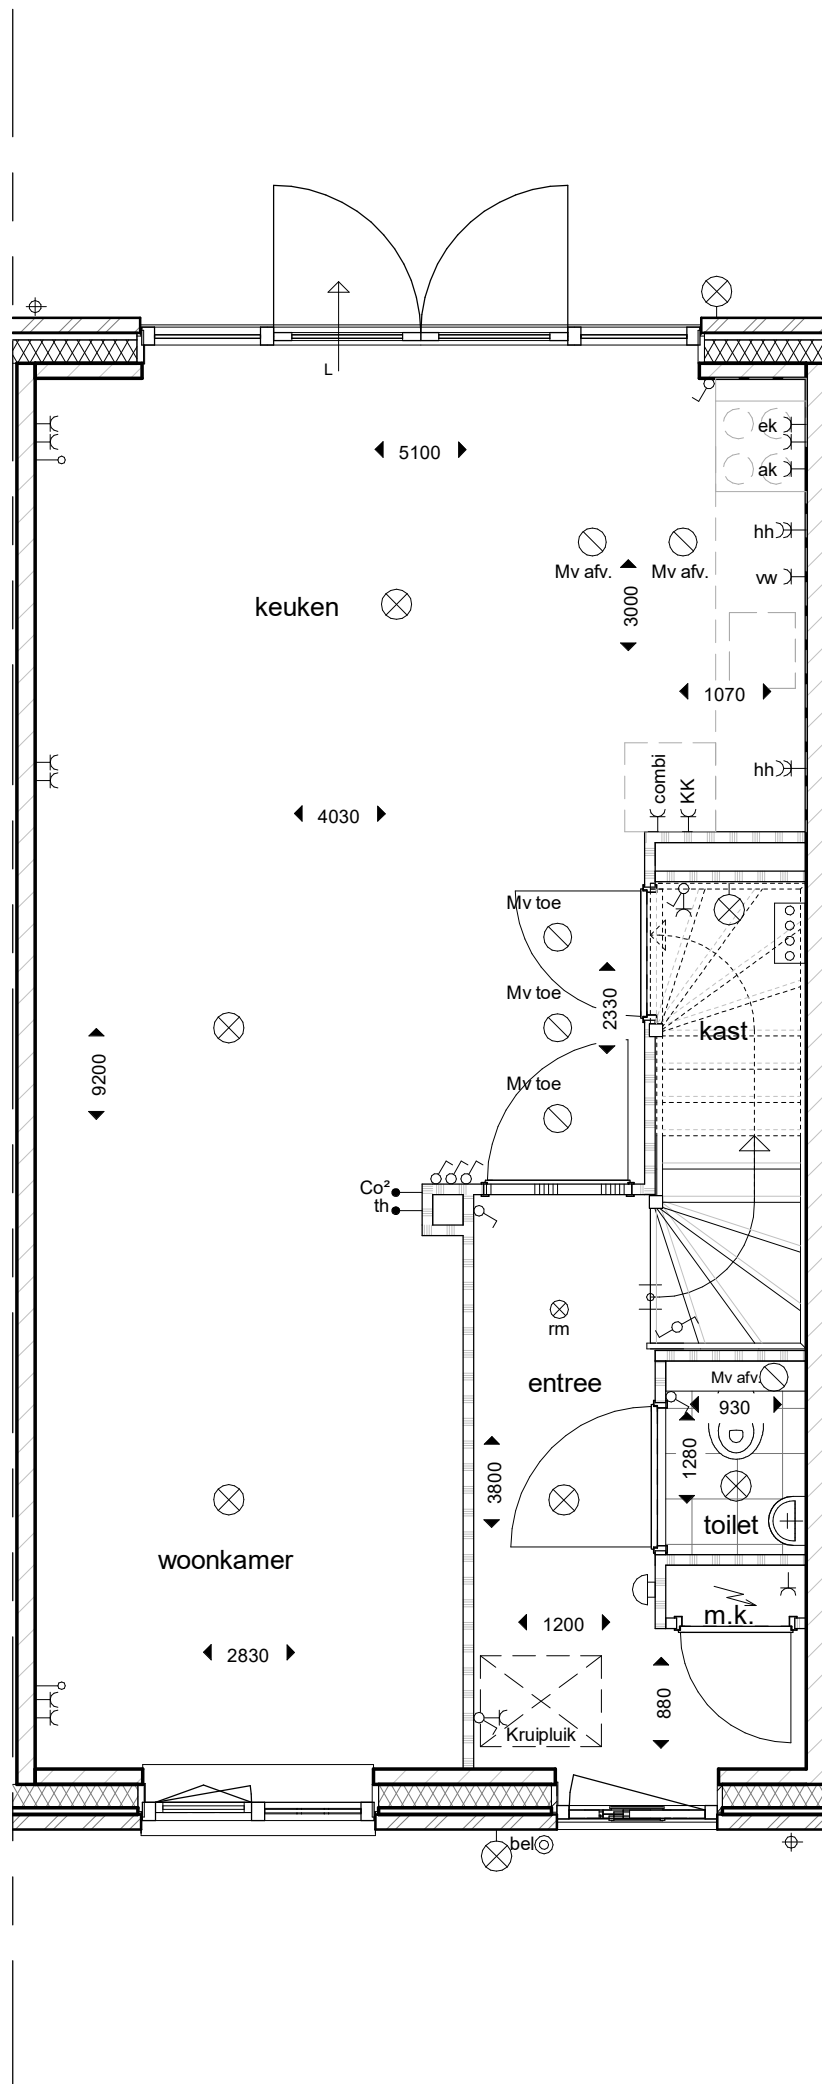 L
5100
ek
ak
hh
Mv afv.
Mv afv.
vw
keuken
3000
1070
hh
combi
KK
4030
Mv toe
Mv toe
2330
kast
9200
Mv toe
Co²
th
rm
entree
Mv afv.
930
3800
1280
toilet
woonkamer
m.k.
1200
2830
880
Kruipluik
bel